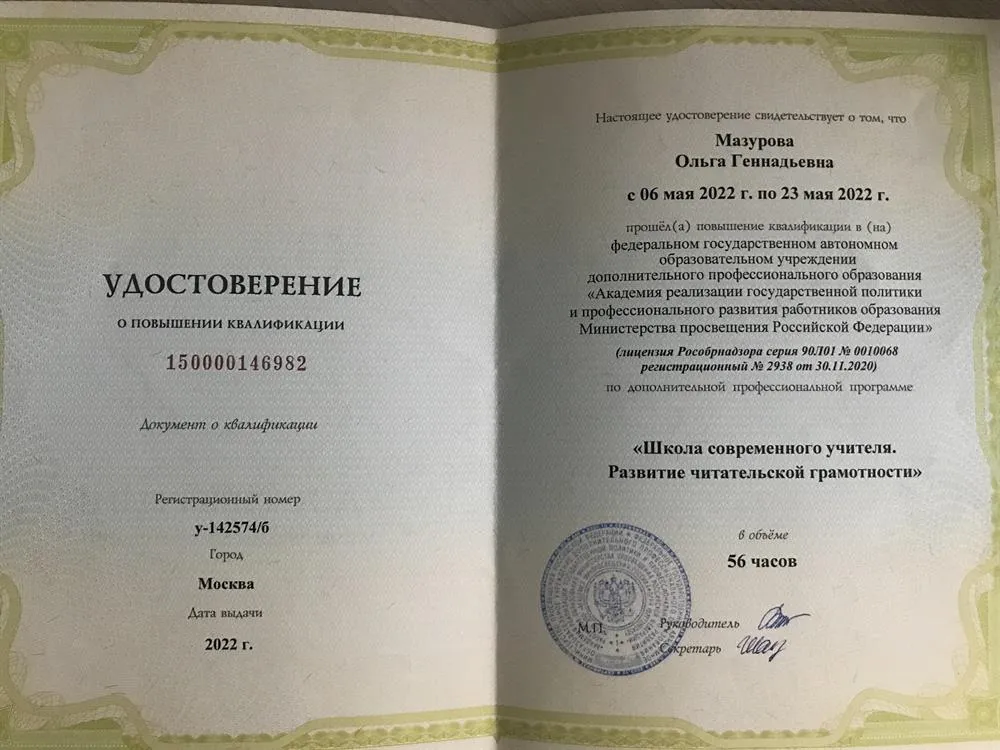 УДОСТОВЕРЕНИЕ
О ПОВЫШЕНИИ КВАЛИФИКАЦИИ
150000146982
Документ о квалификации
Регистрационный номер
у-142574/б
Город
Москва
Дата выдачи
2022 г.
Настоящее удостоверение свидетельствует о том, что
Мазурова
Ольга Геннадьевна
с 06 мая 2022 г. по 23 мая 2022 г.
прошёл(а) повышение квалификации в (на)
федеральном государственном автономном
образовательном учреждении
дополнительного профессионального образования
«Академия реализации государственной политики
и профессионального развития работников образования
Министерства просвещения Российской Федерации»
(лицензия Рособрнадзора серия 90Л01 № 0010068
регистрационный № 2938 от 30.11.2020)
по дополнительной профессиональной программе
«Школа современного учителя.
Развитие читательской грамотности»
в объёме
56 часов
М.П.
Руководитель
Секретарь